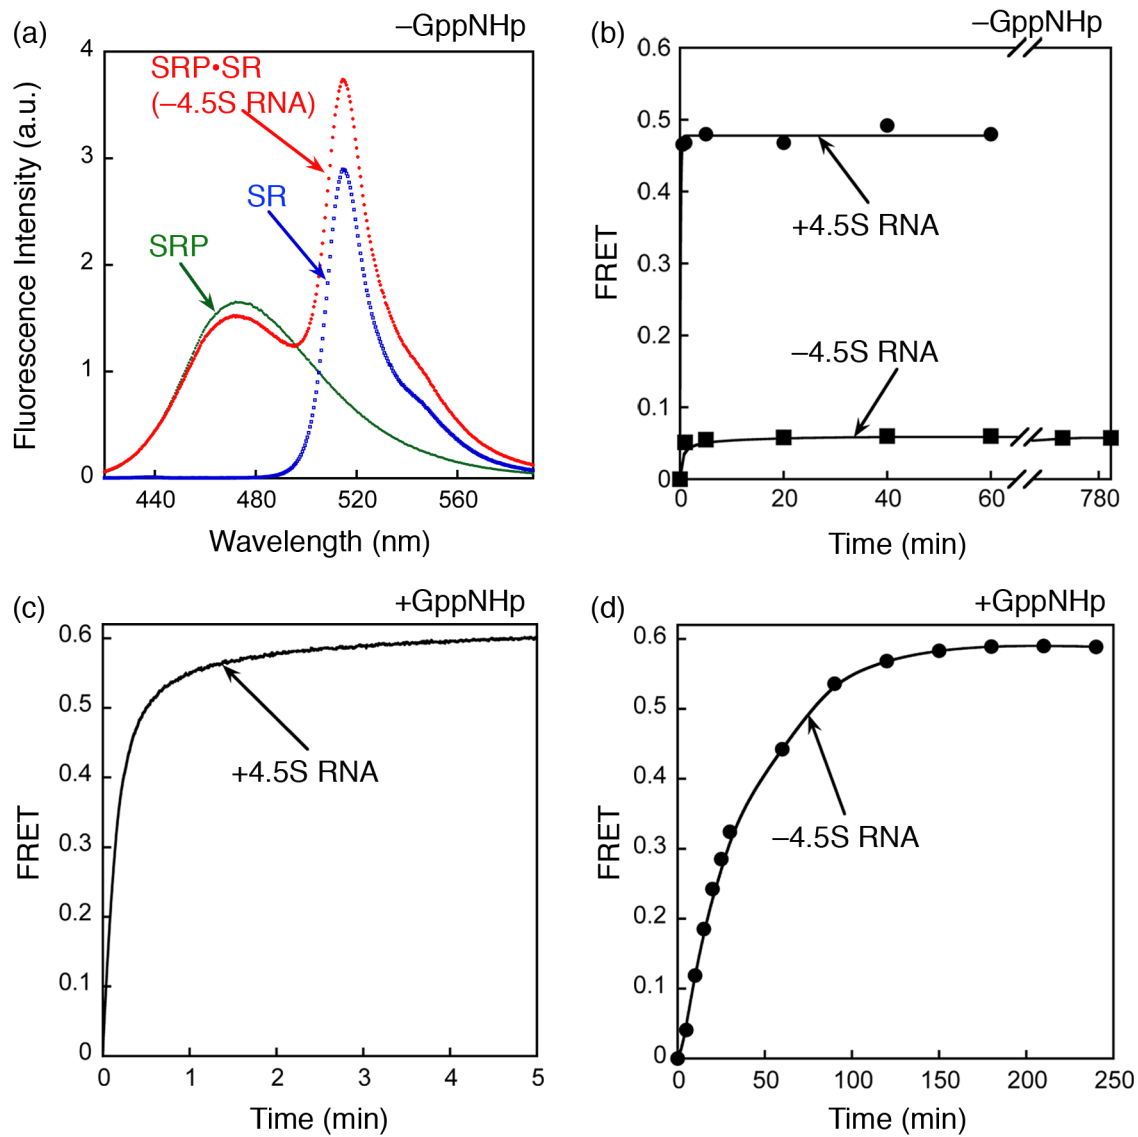 (a)
–GppNHp
4
3
2
1
0
Fluorescence Intensity (a.u.)
SRP•SR
(–4.5S RNA)
SR
SRP
440
480
520
560
Wavelength (nm)
(b)
–GppNHp
0.6
0.5
0.4
0.3
0.2
0.1
0
FRET
+4.5S RNA
–4.5S RNA
0
20
40
60
780
Time (min)
(c)
+GppNHp
0.6
0.5
0.4
0.3
0.2
0.1
0
FRET
+4.5S RNA
0
1
2
3
4
5
Time (min)
(d)
+GppNHp
0.6
0.5
0.4
0.3
0.2
0.1
0
FRET
–4.5S RNA
0
50
100
150
200
250
Time (min)